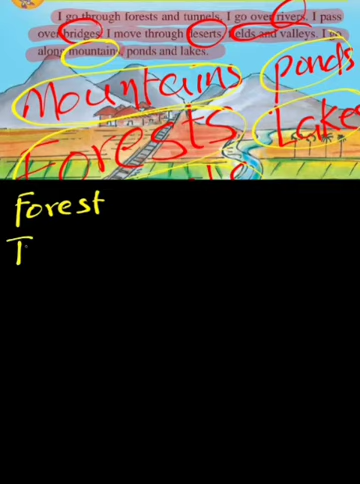 I go through forests and tunnels, I go over rivers. I pass
over bridges. I move through deserts, fields and valleys. I go
along mountains, ponds and lakes.
Mountains Ponds
Forests Lake
Forest
T